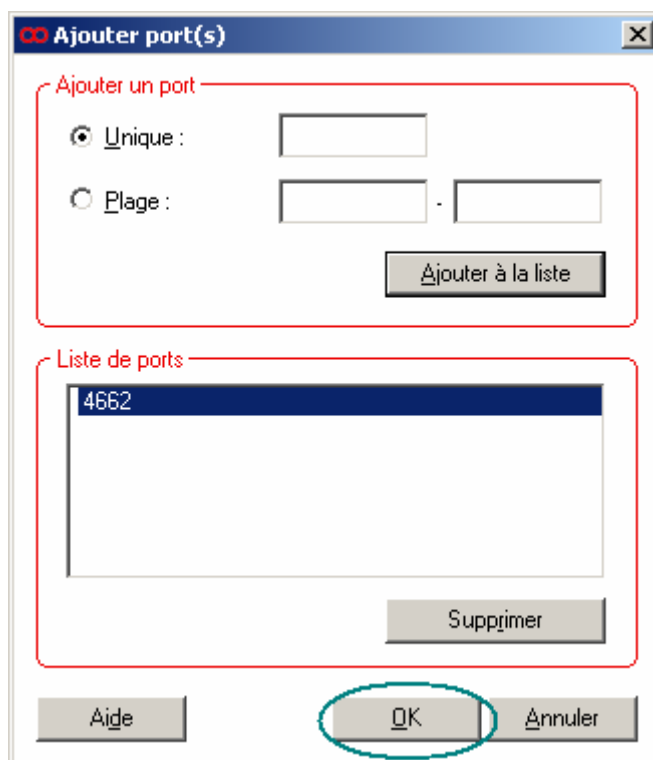 Ajouter port(s)
Ajouter un port
Unique :
Plage :
-
Ajouter à la liste
Liste de ports
4662
Supprimer
Aide
OK
Annuler